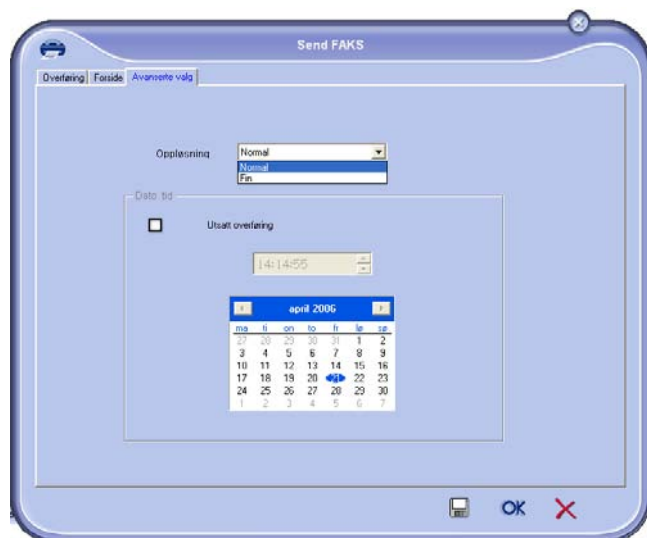 Send FAKS
Overføring Forside Avanserte valg
Oppløsning Normal
Normal
Fin
Dato tid
Utsatt overføring
14:14:55
april 2006
ma ti on to fr lø sø
27 28 29 30 31 1 2
3 4 5 6 7 8 9
10 11 12 13 14 15 16
17 18 19 20 21 22 23
24 25 26 27 28 29 30
1 2 3 4 5 6 7
OK